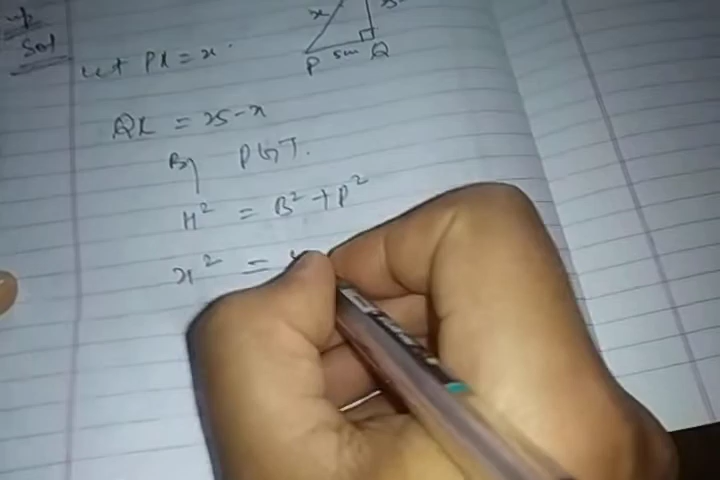 Sol
Let PR = x.
x
P 5cm Q
QR = 25-x
By PGT.
H² = B² + P²
x² =